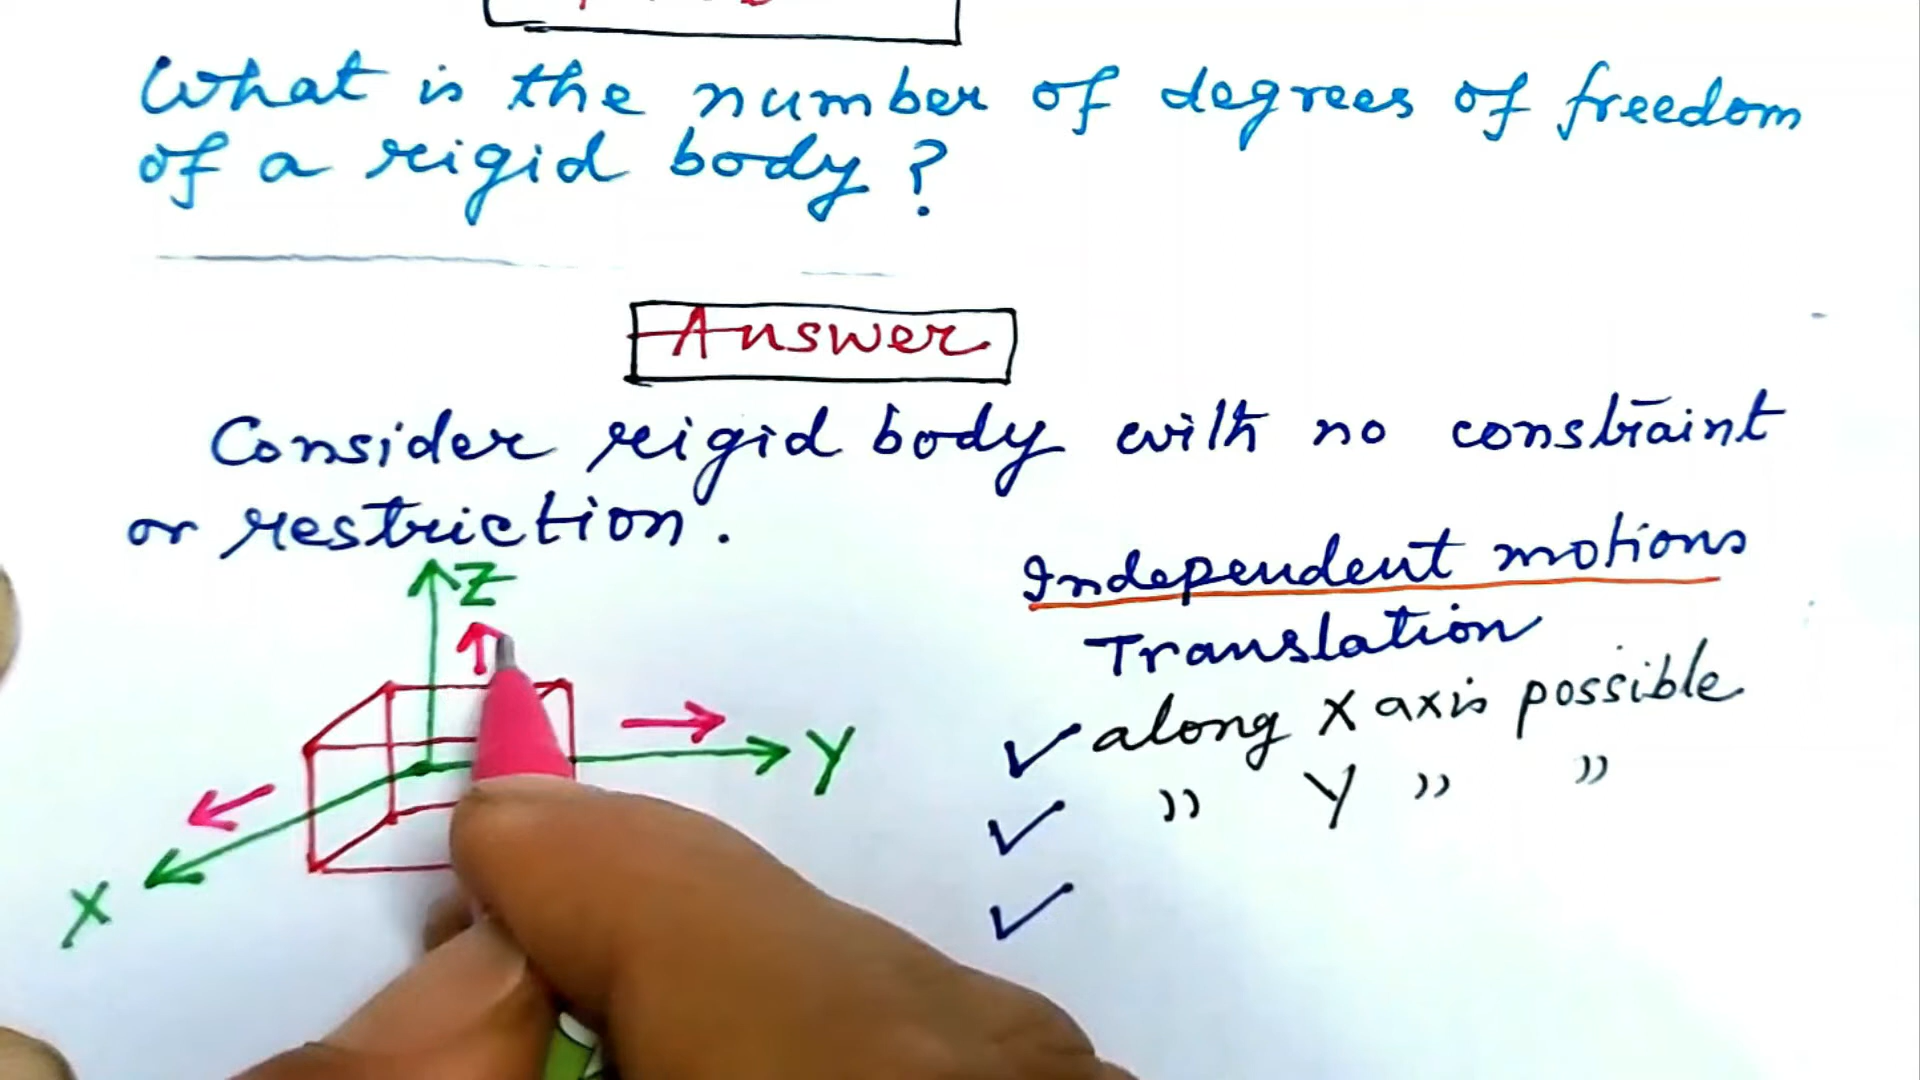 What is the number of degrees of freedom
of a rigid body?
Answer
Consider rigid body with no constraint
or restriction.
Independent motions
Translation
along X axis possible
" Y " "
Z
Y
X